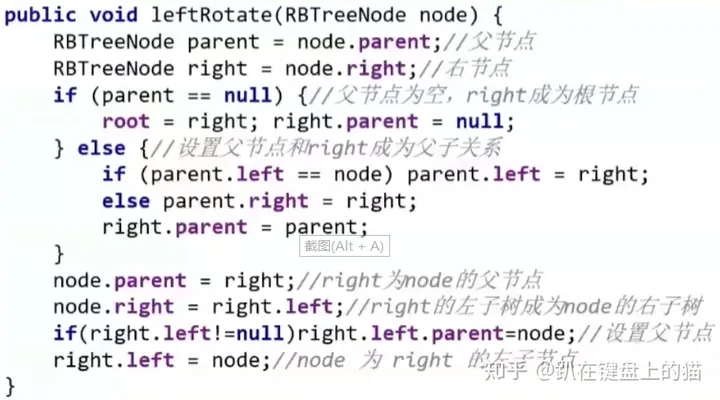 public void leftRotate(RBTreeNode node) {
    RBTreeNode parent = node.parent;//父节点
    RBTreeNode right = node.right;//右节点
    if (parent == null) {//父节点为空，right成为根节点
        root = right; right.parent = null;
    } else {//设置父节点和right成为父子关系
        if (parent.left == node) parent.left = right;
        else parent.right = right;
        right.parent = parent;
截图(Alt + A)
    }
    node.parent = right;//right为node的父节点
    node.right = right.left;//right的左子树成为node的右子树
    if(right.left!=null)right.left.parent=node;//设置父节点
    right.left = node;//node 为 right 的左子节点
知乎 @趴在键盘上的猫
}